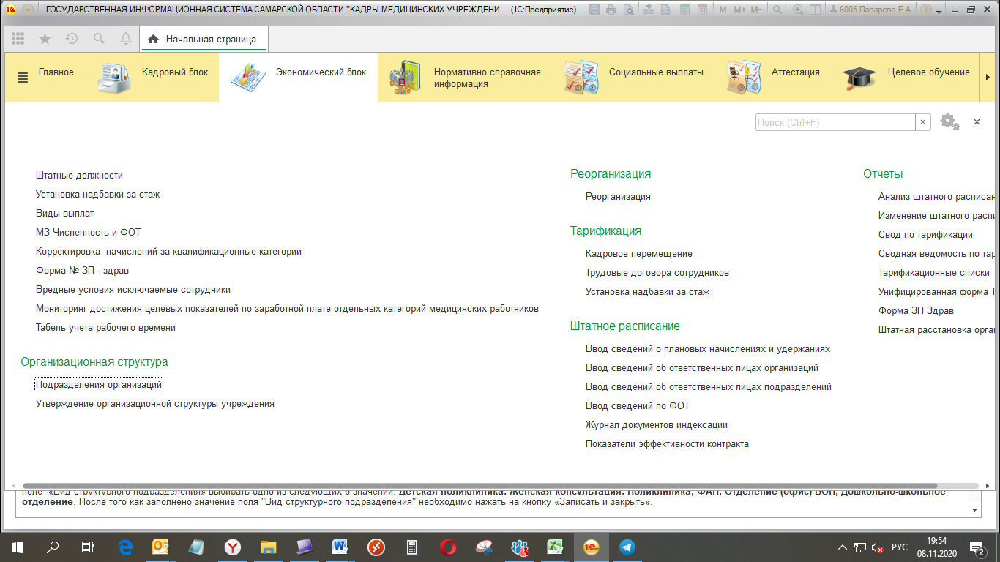 ГОСУДАРСТВЕННАЯ ИНФОРМАЦИОННАЯ СИСТЕМА САМАРСКОЙ ОБЛАСТИ "КАДРЫ МЕДИЦИНСКИХ УЧРЕЖДЕНИ... (1С:Предприятие)
M M+ M-
6005 Лазарева Е.А.
Начальная страница
Главное
Кадровый блок
Экономический блок
Нормативно справочная
информация
Социальные выплаты
Аттестация
Целевое обучение
Поиск (Ctrl+F)
Штатные должности
Установка надбавки за стаж
Виды выплат
МЗ Численность и ФОТ
Корректировка начислений за квалификационные категории
Форма № ЗП - здрав
Вредные условия исключаемые сотрудники
Мониторинг достижения целевых показателей по заработной плате отдельных категорий медицинских работников
Табель учета рабочего времени
Организационная структура
Подразделения организаций
Утверждение организационной структуры учреждения
Реорганизация
Реорганизация
Тарификация
Кадровое перемещение
Трудовые договора сотрудников
Установка надбавки за стаж
Штатное расписание
Ввод сведений о плановых начислениях и удержаниях
Ввод сведений об ответственных лицах организаций
Ввод сведений об ответственных лицах подразделений
Ввод сведений по ФОТ
Журнал документов индексации
Показатели эффективности контракта
Отчеты
Анализ штатного расписан
Изменение штатного распи
Свод по тарификации
Сводная ведомость по тар
Тарификационные списки
Унифицированная форма Т
Форма ЗП Здрав
Штатная расстановка орга
поле «Вид структурного подразделения» выбирать одно из следующих 6 значений: Детская поликлиника, Женская консультация, Поликлиника, ФАП, Отделение (офис) ВОП, Дошкольно-школьное
отделение. После того как заполнено значение поля "Вид структурного подразделения" необходимо нажать на кнопку «Записать и закрыть».
РУС
19:54
08.11.2020
2